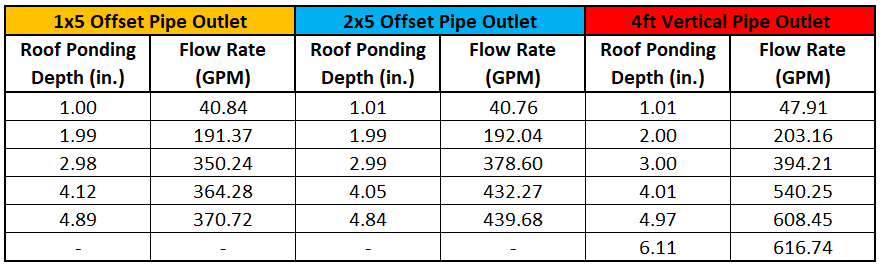 1x5 Offset Pipe Outlet 2x5 Offset Pipe Outlet 4ft Vertical Pipe Outlet
Roof Ponding Flow Rate Roof Ponding Flow Rate Roof Ponding Flow Rate
Depth (in.) (GPM) Depth (in.) (GPM) Depth (in.) (GPM)
1.00 40.84 1.01 40.76 1.01 47.91
1.99 191.37 1.99 192.04 2.00 203.16
2.98 350.24 2.99 378.60 3.00 394.21
4.12 364.28 4.05 432.27 4.01 540.25
4.89 370.72 4.84 439.68 4.97 608.45
- - - - 6.11 616.74